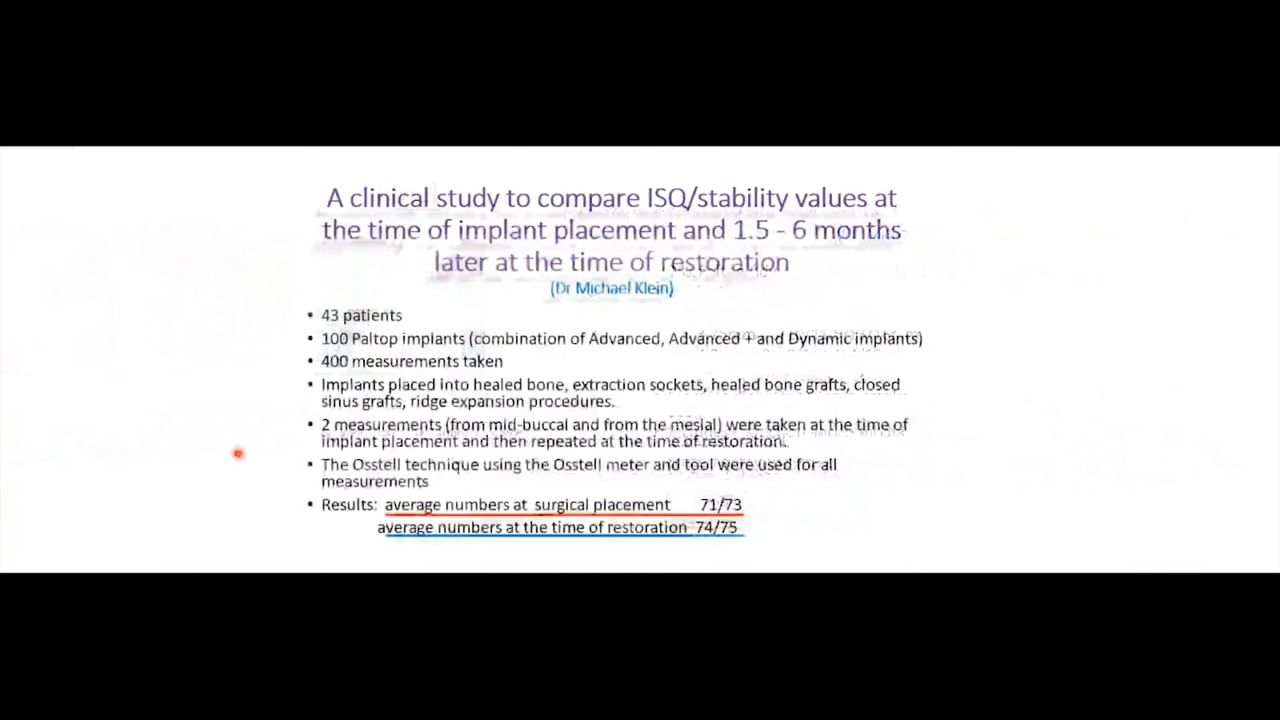 A clinical study to compare ISQ/stability values at
the time of implant placement and 1.5 - 6 months
later at the time of restoration
(Dr Michael Klein)
• 43 patients
• 100 Paltop implants (combination of Advanced, Advanced + and Dynamic implants)
• 400 measurements taken
• Implants placed into healed bone, extraction sockets, healed bone grafts, closed
sinus grafts, ridge expansion procedures.
• 2 measurements (from mid-buccal and from the mesial) were taken at the time of
implant placement and then repeated at the time of restoration.
• The Osstell technique using the Osstell meter and tool were used for all
measurements
• Results: average numbers at surgical placement 71/73
average numbers at the time of restoration 74/75